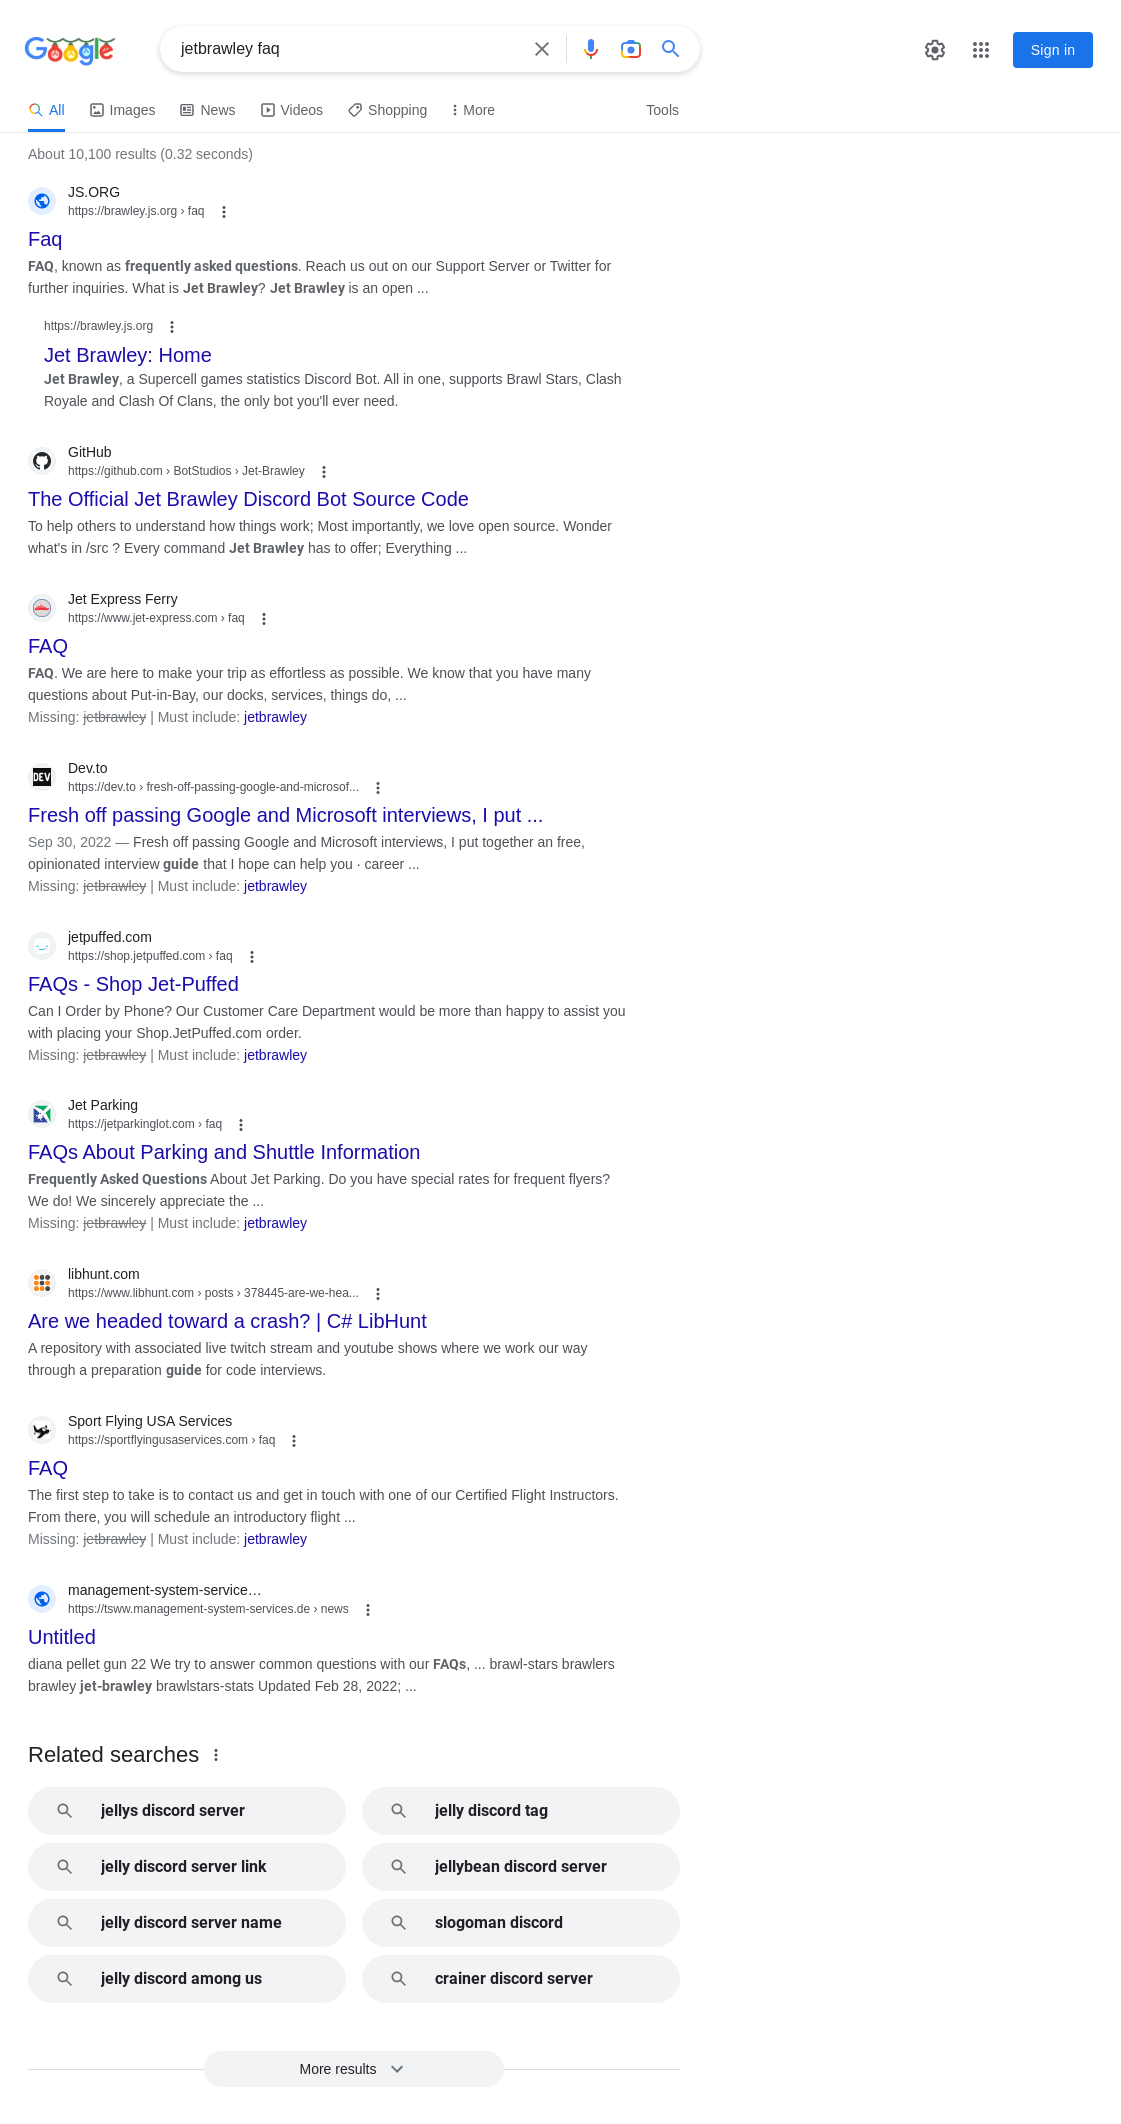 Google
jetbrawley faq
Sign in
All
Images
News
Videos
Shopping
More
Tools
About 10,100 results (0.32 seconds)
JS.ORG
https://brawley.js.org › faq
Faq
FAQ, known as frequently asked questions. Reach us out on our Support Server or Twitter for
further inquiries. What is Jet Brawley? Jet Brawley is an open ...
https://brawley.js.org
Jet Brawley: Home
Jet Brawley, a Supercell games statistics Discord Bot. All in one, supports Brawl Stars, Clash
Royale and Clash Of Clans, the only bot you'll ever need.
GitHub
https://github.com › BotStudios › Jet-Brawley
The Official Jet Brawley Discord Bot Source Code
To help others to understand how things work; Most importantly, we love open source. Wonder
what's in /src ? Every command Jet Brawley has to offer; Everything ...
Jet Express Ferry
https://www.jet-express.com › faq
FAQ
FAQ. We are here to make your trip as effortless as possible. We know that you have many
questions about Put-in-Bay, our docks, services, things do, ...
Missing: jetbrawley | Must include: jetbrawley
DEV
Dev.to
https://dev.to › fresh-off-passing-google-and-microsof...
Fresh off passing Google and Microsoft interviews, I put ...
Sep 30, 2022 — Fresh off passing Google and Microsoft interviews, I put together an free,
opinionated interview guide that I hope can help you · career ...
Missing: jetbrawley | Must include: jetbrawley
jetpuffed.com
https://shop.jetpuffed.com › faq
FAQs - Shop Jet-Puffed
Can I Order by Phone? Our Customer Care Department would be more than happy to assist you
with placing your Shop.JetPuffed.com order.
Missing: jetbrawley | Must include: jetbrawley
Jet Parking
https://jetparkinglot.com › faq
FAQs About Parking and Shuttle Information
Frequently Asked Questions About Jet Parking. Do you have special rates for frequent flyers?
We do! We sincerely appreciate the ...
Missing: jetbrawley | Must include: jetbrawley
libhunt.com
https://www.libhunt.com › posts › 378445-are-we-hea...
Are we headed toward a crash? | C# LibHunt
A repository with associated live twitch stream and youtube shows where we work our way
through a preparation guide for code interviews.
Sport Flying USA Services
https://sportflyingusaservices.com › faq
FAQ
The first step to take is to contact us and get in touch with one of our Certified Flight Instructors.
From there, you will schedule an introductory flight ...
Missing: jetbrawley | Must include: jetbrawley
management-system-service…
https://tsww.management-system-services.de › news
Untitled
diana pellet gun 22 We try to answer common questions with our FAQs, ... brawl-stars brawlers
brawley jet-brawley brawlstars-stats Updated Feb 28, 2022; ...
Related searches
jellys discord server
jelly discord tag
jelly discord server link
jellybean discord server
jelly discord server name
slogoman discord
jelly discord among us
crainer discord server
More results